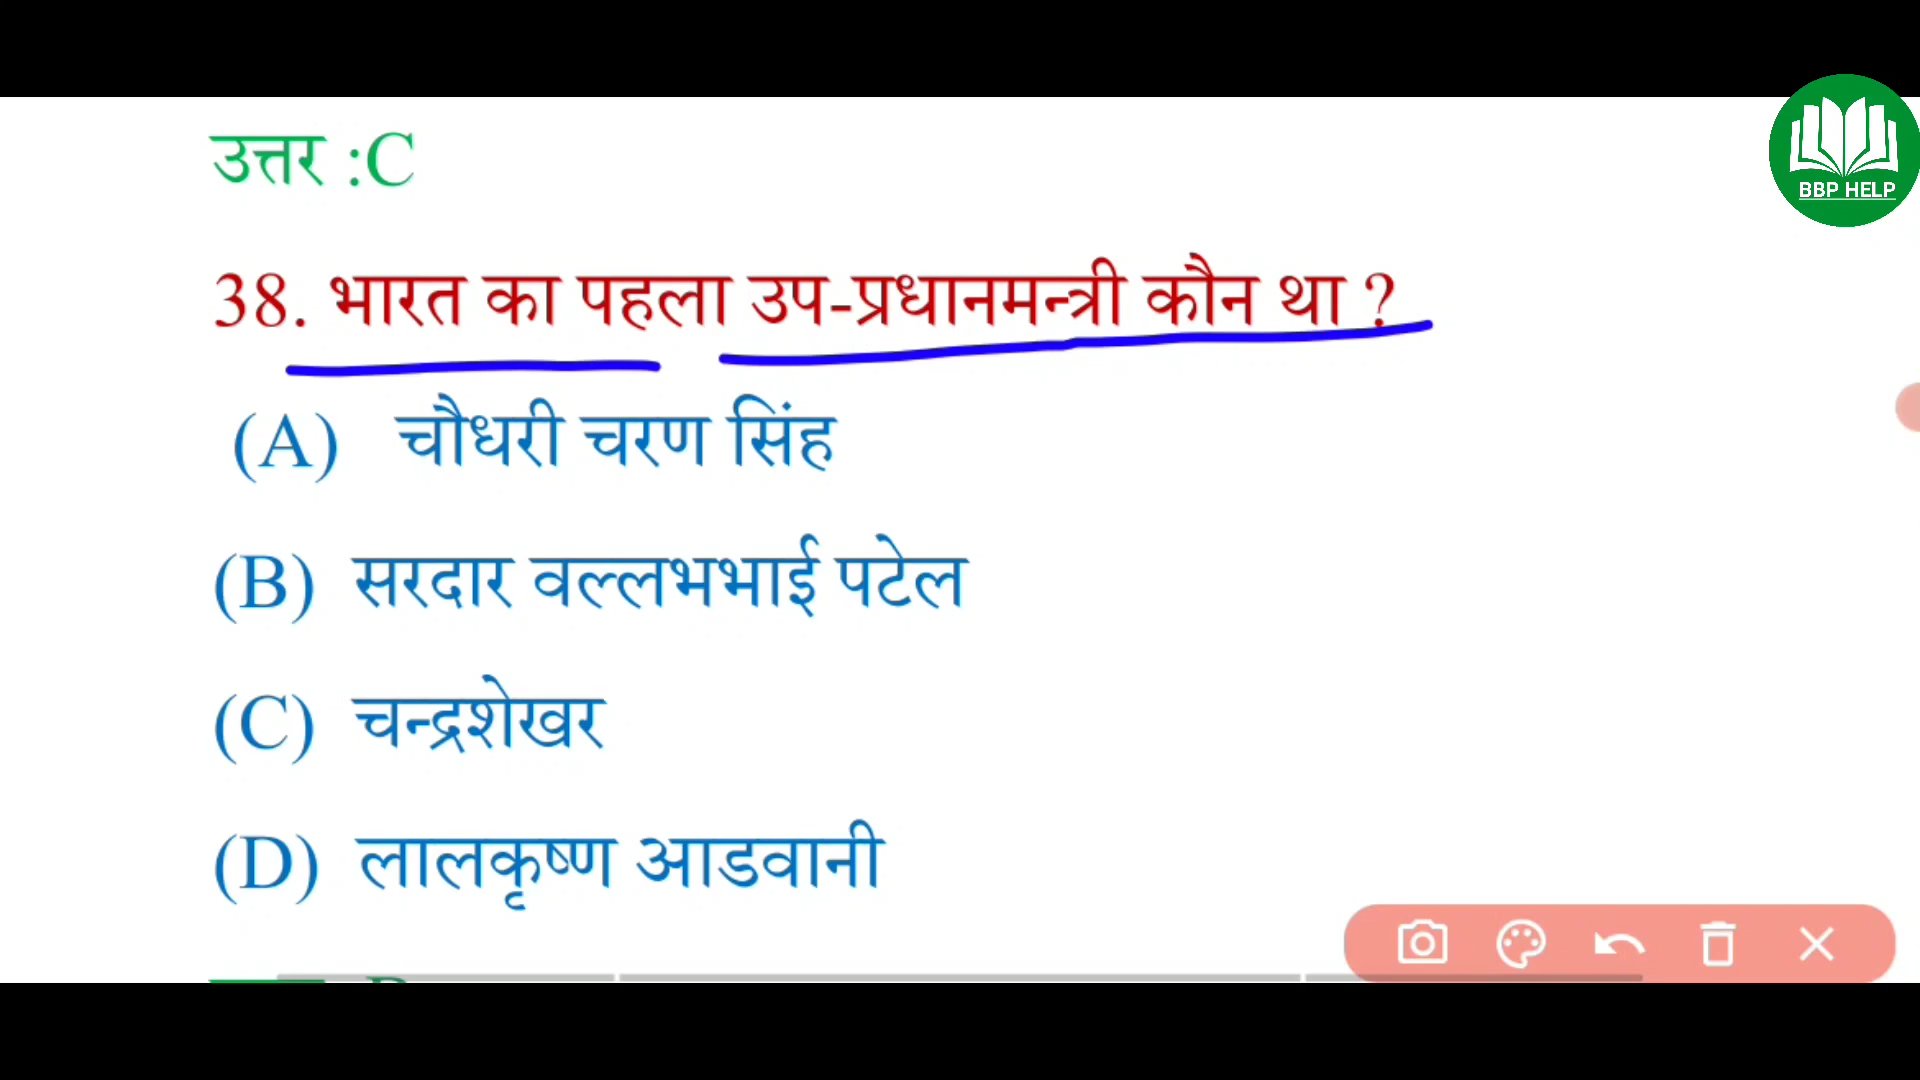 उत्तर :C
BBP HELP
38. भारत का पहला उप-प्रधानमन्त्री कौन था ?
(A) चौधरी चरण सिंह
(B) सरदार वल्लभभाई पटेल
(C) चन्द्रशेखर
(D) लालकृष्ण आडवानी